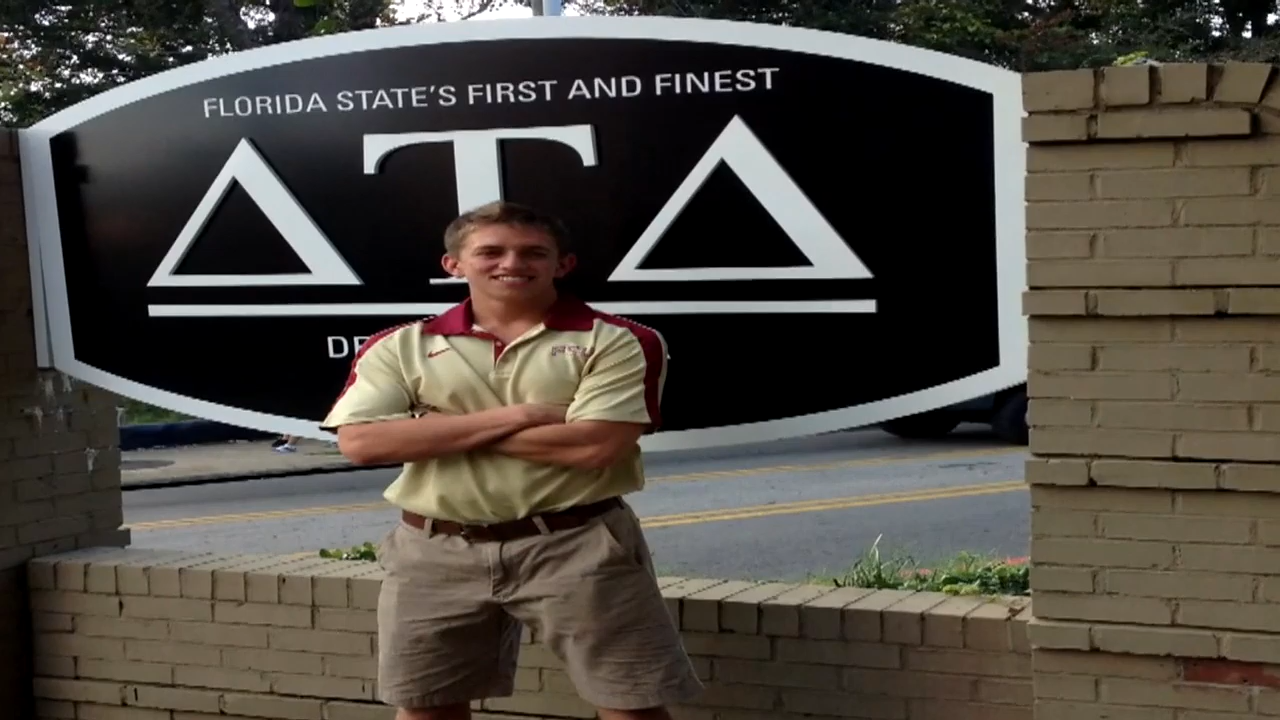 FLORIDA STATE'S FIRST AND FINEST
ΔΤΔ